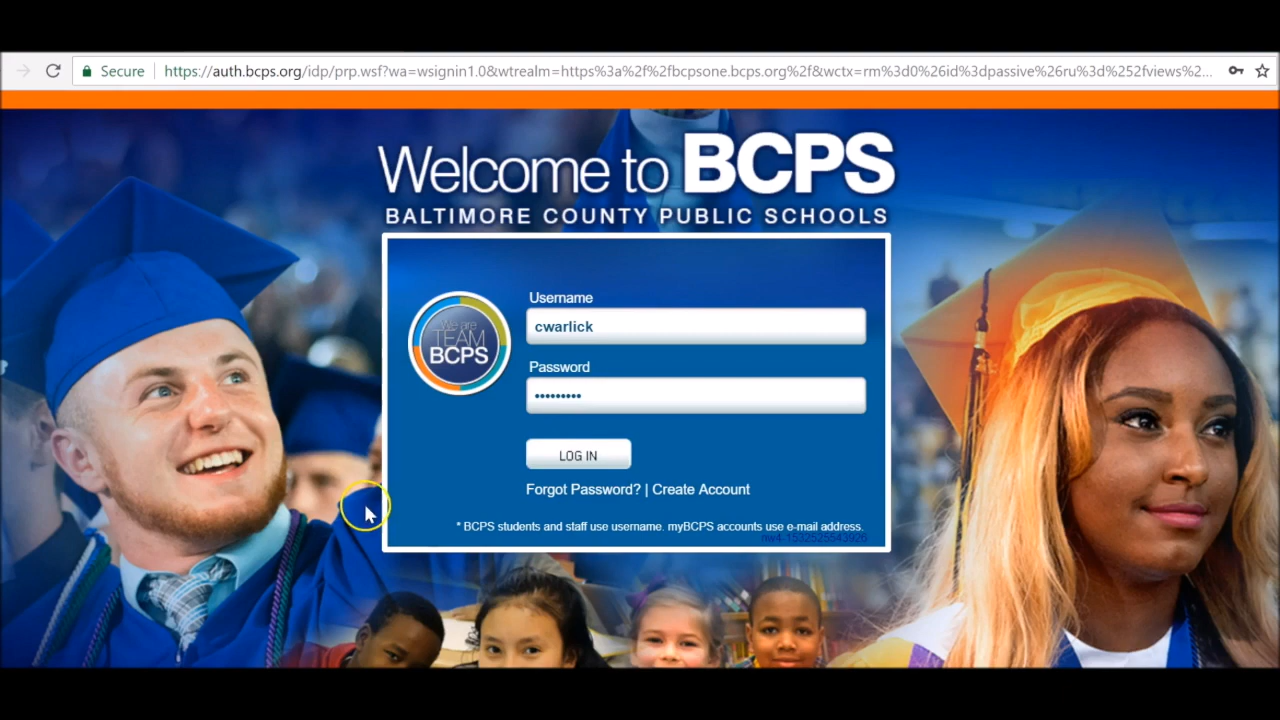 Secure
https://auth.bcps.org/idp/prp.wsf?wa=wsignin1.0&wtrealm=https%3a%2f%2fbcpsone.bcps.org%2f&wctx=rm%3d0%26id%3dpassive%26ru%3d%252fviews%2...
Welcome to BCPS
BALTIMORE COUNTY PUBLIC SCHOOLS
We are
TEAM
BCPS
Username
cwarlick
Password
•••••••••
LOG IN
Forgot Password? | Create Account
* BCPS students and staff use username. myBCPS accounts use e-mail address.
nw4-1532525543926